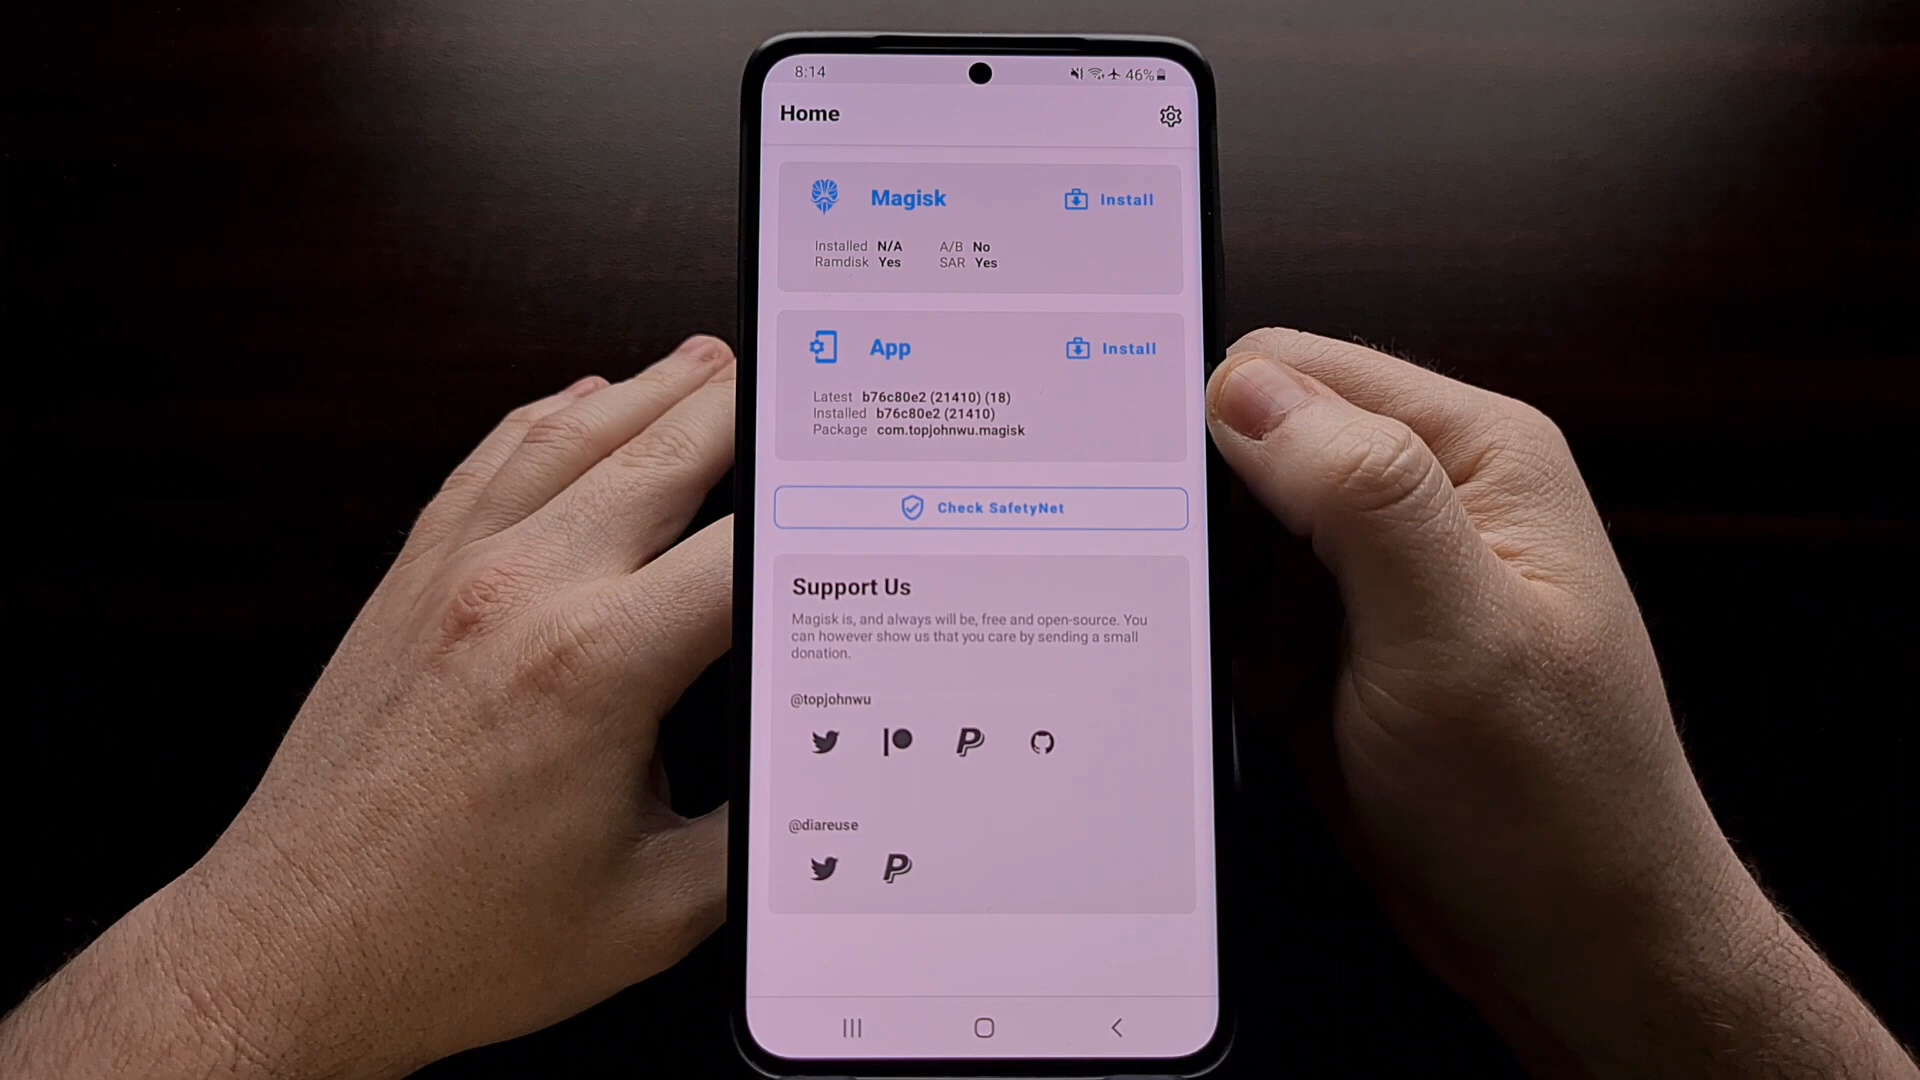 8:14
46%
Home
Magisk
Install
Installed N/A A/B No
Ramdisk Yes SAR Yes
App
Install
Latest b76c80e2 (21410) (18)
Installed b76c80e2 (21410)
Package com.topjohnwu.magisk
Check SafetyNet
Support Us
Magisk is, and always will be, free and open-source. You
can however show us that you care by sending a small
donation.
@topjohnwu
@diareuse